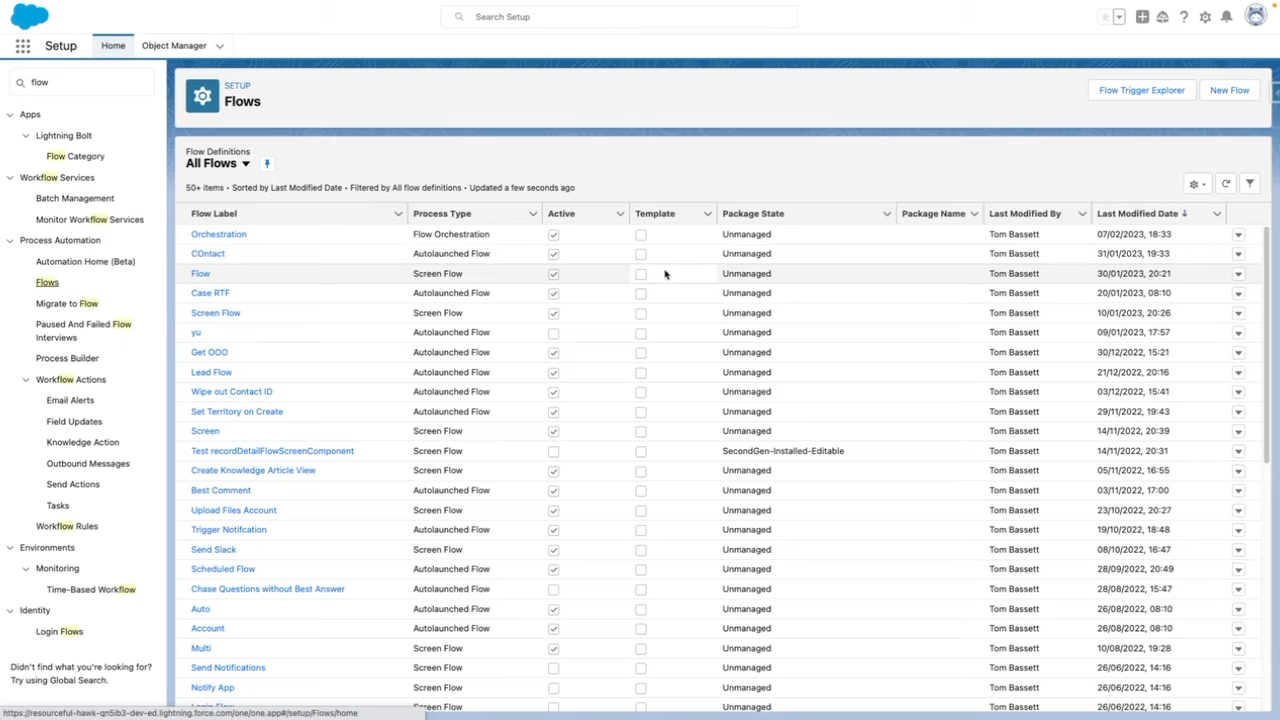 Search Setup
Setup
Home
Object Manager
flow
Apps
Lightning Bolt
Flow Category
Workflow Services
Batch Management
Monitor Workflow Services
Process Automation
Automation Home (Beta)
Flows
Migrate to Flow
Paused And Failed Flow
Interviews
Process Builder
Workflow Actions
Email Alerts
Field Updates
Knowledge Action
Outbound Messages
Send Actions
Tasks
Workflow Rules
Environments
Monitoring
Time-Based Workflow
Identity
Login Flows
Didn't find what you're looking for?
Try using Global Search.
SETUP
Flows
Flow Trigger Explorer
New Flow
Flow Definitions
All Flows
50+ items • Sorted by Last Modified Date • Filtered by All flow definitions • Updated a few seconds ago
Flow Label Process Type Active Template Package State Package Name Last Modified By Last Modified Date
Orchestration Flow Orchestration Unmanaged Tom Bassett 07/02/2023, 18:33
COntact Autolaunched Flow Unmanaged Tom Bassett 31/01/2023, 19:33
Flow Screen Flow Unmanaged Tom Bassett 30/01/2023, 20:21
Case RTF Autolaunched Flow Unmanaged Tom Bassett 20/01/2023, 08:10
Screen Flow Screen Flow Unmanaged Tom Bassett 10/01/2023, 20:26
yu Autolaunched Flow Unmanaged Tom Bassett 09/01/2023, 17:57
Get OOO Autolaunched Flow Unmanaged Tom Bassett 30/12/2022, 15:21
Lead Flow Autolaunched Flow Unmanaged Tom Bassett 21/12/2022, 20:16
Wipe out Contact ID Autolaunched Flow Unmanaged Tom Bassett 03/12/2022, 15:41
Set Territory on Create Autolaunched Flow Unmanaged Tom Bassett 29/11/2022, 19:43
Screen Screen Flow Unmanaged Tom Bassett 14/11/2022, 20:39
Test recordDetailFlowScreenComponent Screen Flow SecondGen-Installed-Editable Tom Bassett 14/11/2022, 20:31
Create Knowledge Article View Screen Flow Unmanaged Tom Bassett 05/11/2022, 16:55
Best Comment Autolaunched Flow Unmanaged Tom Bassett 03/11/2022, 17:00
Upload Files Account Screen Flow Unmanaged Tom Bassett 23/10/2022, 20:27
Trigger Notifcation Autolaunched Flow Unmanaged Tom Bassett 19/10/2022, 18:48
Send Slack Screen Flow Unmanaged Tom Bassett 08/10/2022, 16:47
Scheduled Flow Autolaunched Flow Unmanaged Tom Bassett 28/09/2022, 20:49
Chase Questions without Best Answer Autolaunched Flow Unmanaged Tom Bassett 28/08/2022, 15:47
Auto Autolaunched Flow Unmanaged Tom Bassett 26/08/2022, 08:10
Account Autolaunched Flow Unmanaged Tom Bassett 26/08/2022, 08:10
Multi Screen Flow Unmanaged Tom Bassett 10/08/2022, 19:28
Send Notifications Screen Flow Unmanaged Tom Bassett 26/06/2022, 14:16
Notify App Screen Flow Unmanaged Tom Bassett 26/06/2022, 14:16
Login Flow Screen Flow Unmanaged Tom Bassett 26/06/2022, 14:16
https://resourceful-hawk-qn5ib3-dev-ed.lightning.force.com/one/one.app#/setup/Flows/home